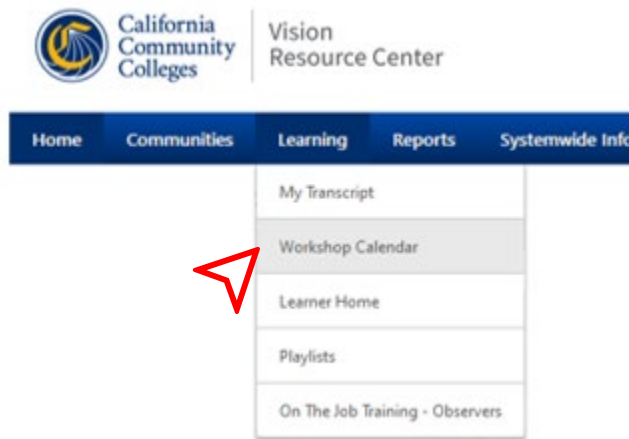 California
Community
Colleges
Vision
Resource Center
Home Communities Learning Reports Systemwide Info
My Transcript
Workshop Calendar
Learner Home
Playlists
On The Job Training - Observers